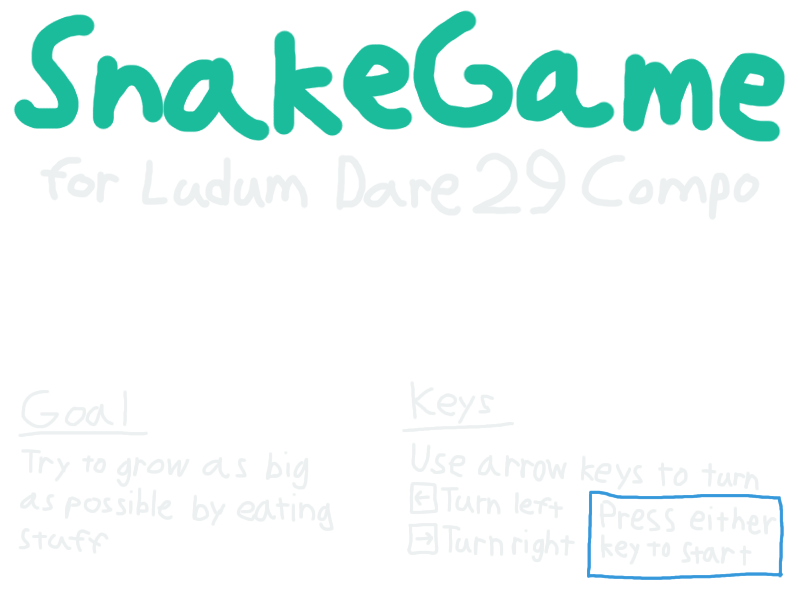 SnakeGame
for Ludum Dare 29 Compo
Goal
Try to grow as big
as possible by eating
stuff
Keys
Use arrow keys to turn
← Turn left
→ Turn right
Press either
key to start